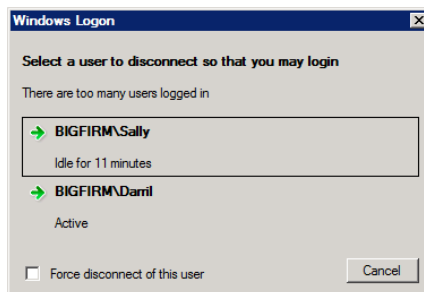 Windows Logon
Select a user to disconnect so that you may login
There are too many users logged in
BIGFIRM\Sally
Idle for 11 minutes
BIGFIRM\Darril
Active
Force disconnect of this user
Cancel